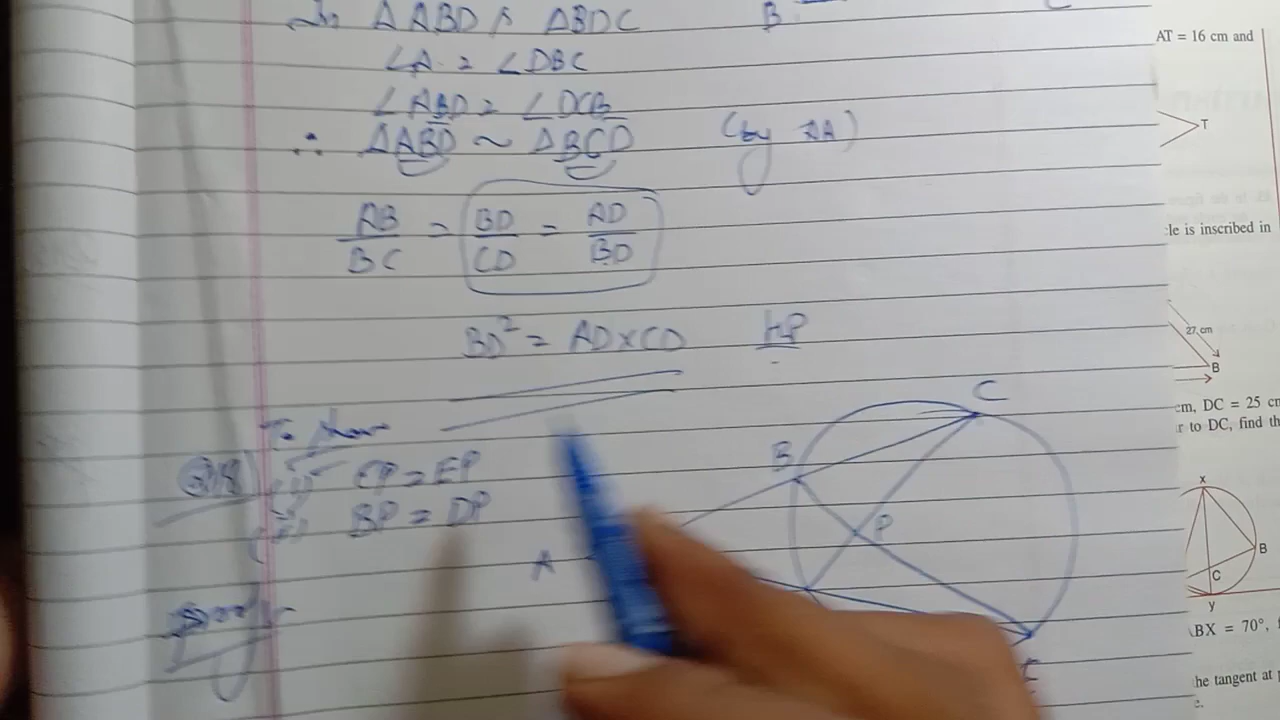 In ΔABD & ΔBDC
B
C
∠A = ∠DBC
∠ABD = ∠DCB
∴ ΔABD ~ ΔBCD (by AA)
AB/BC = BD/CD = AD/BD
BD² = AD×CD HP
To show
Q18 (i) CP = EP
(ii) BP = DP
Proof
A
B
C
P
E
AT = 16 cm and
T
le is inscribed in
27 cm
B
cm, DC = 25 cm
r to DC, find th
X
B
C
y
ABX = 70°,
he tangent at
e.